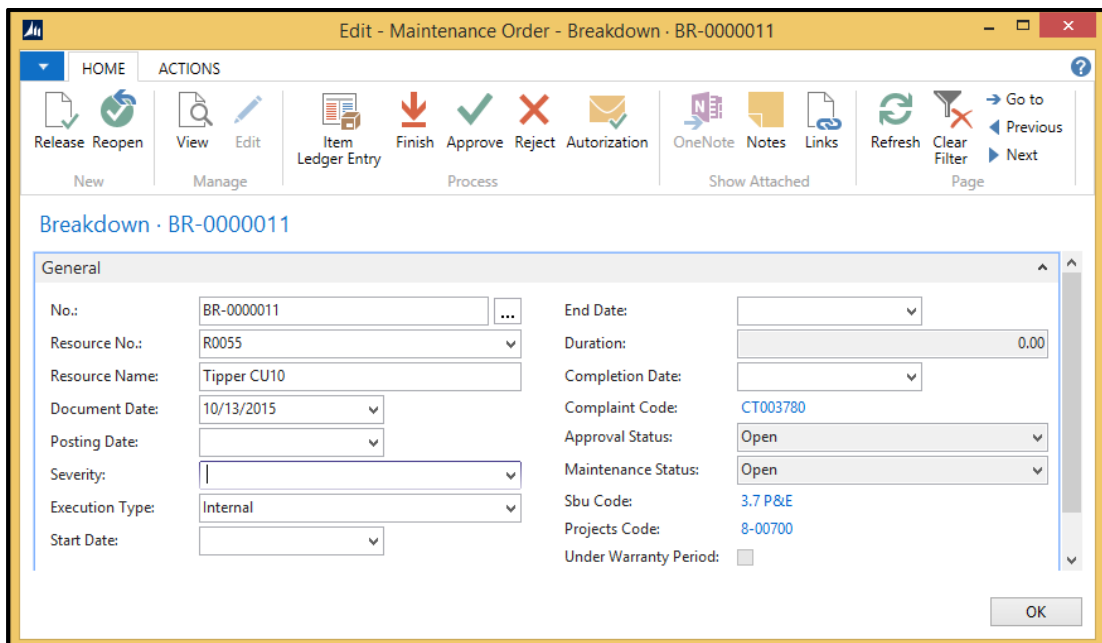 Edit - Maintenance Order - Breakdown · BR-0000011
HOME ACTIONS
Release Reopen View Edit Item Ledger Entry Finish Approve Reject Autorization OneNote Notes Links Refresh Clear Filter Go to
Previous
Next
New Manage Process Show Attached Page
Breakdown · BR-0000011
General
No.: BR-0000011 ... End Date:
Resource No.: R0055 Duration: 0.00
Resource Name: Tipper CU10 Completion Date:
Document Date: 10/13/2015 Complaint Code: CT003780
Posting Date: Approval Status: Open
Severity: Maintenance Status: Open
Execution Type: Internal Sbu Code: 3.7 P&E
Start Date: Projects Code: 8-00700
Under Warranty Period:
OK